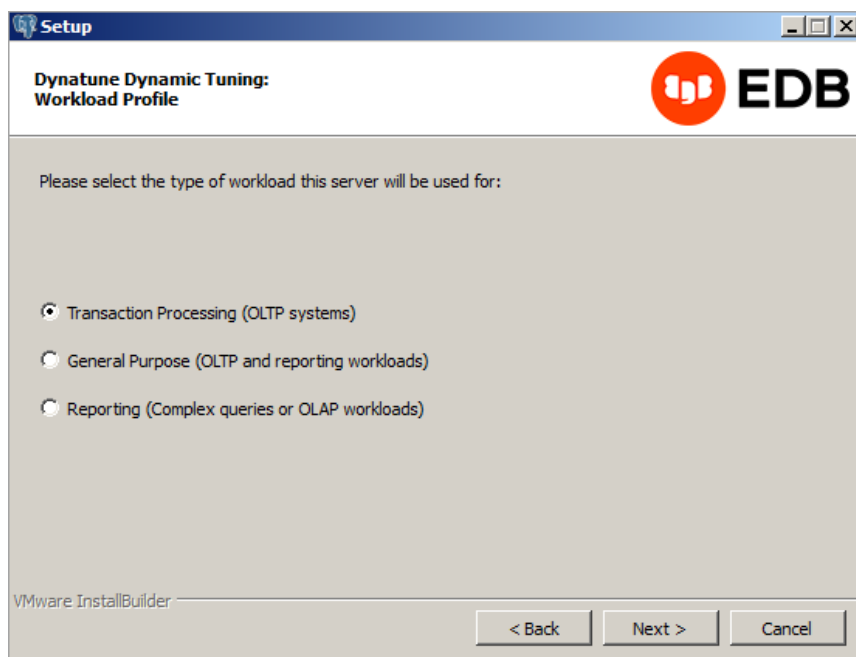 Setup
Dynatune Dynamic Tuning:
Workload Profile
EDB
Please select the type of workload this server will be used for:
Transaction Processing (OLTP systems)
General Purpose (OLTP and reporting workloads)
Reporting (Complex queries or OLAP workloads)
VMware InstallBuilder
< Back
Next >
Cancel